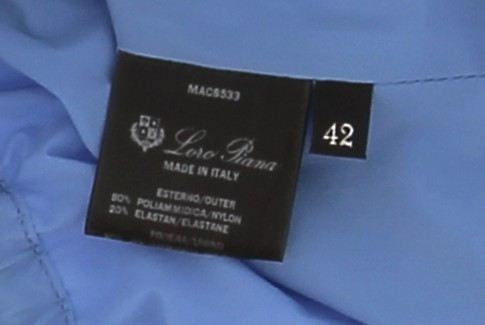 MACS533
Loro Piana
MADE IN ITALY
42
ESTERNO/OUTER
80% POLIAMMIDICA/NYLON
20% ELASTAN/ELASTANE